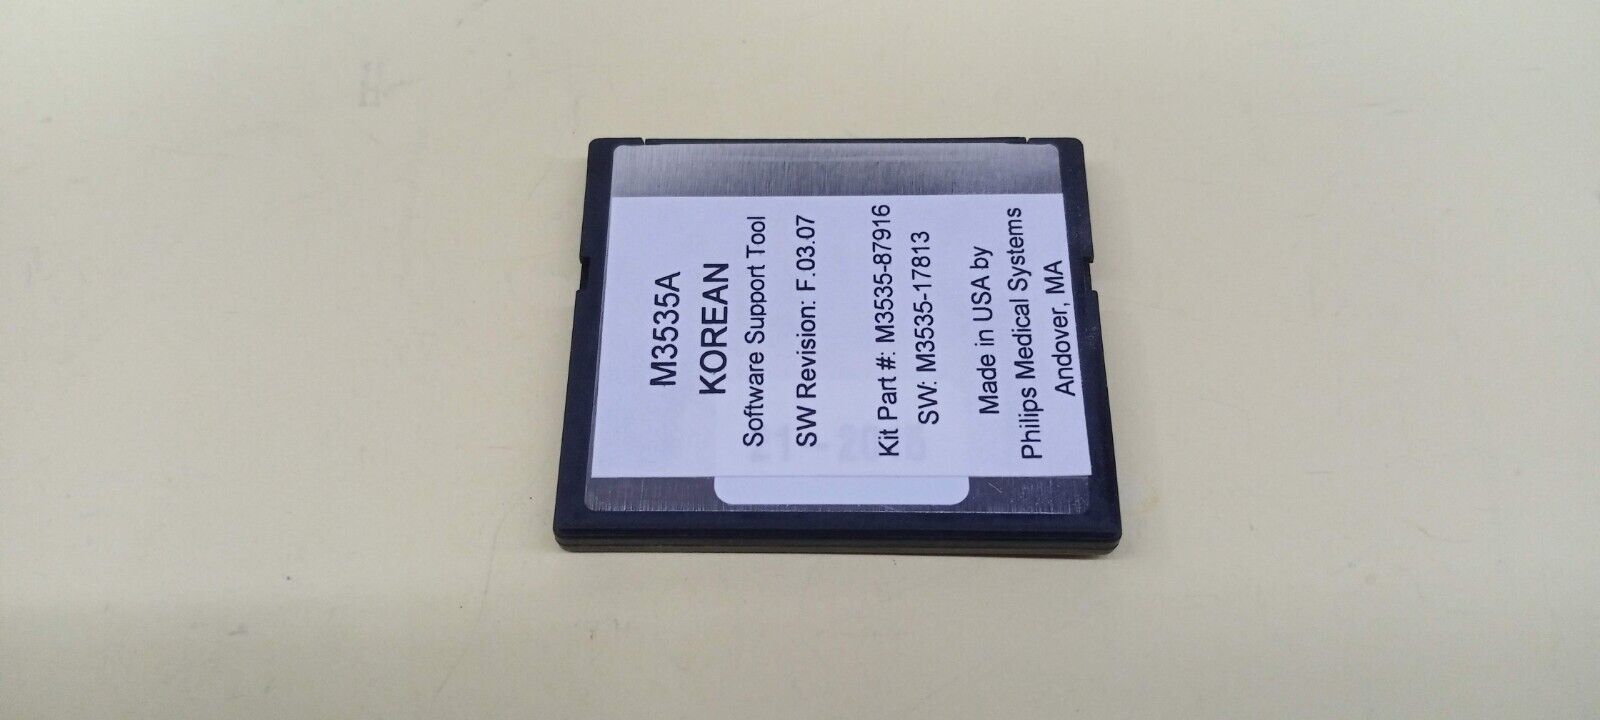 M3535A
KOREAN
Software Support Tool
SW Revision: F.03.07
Kit Part #: M3535-87916
SW: M3535-17813
Made in USA by
Philips Medical Systems
Andover, MA